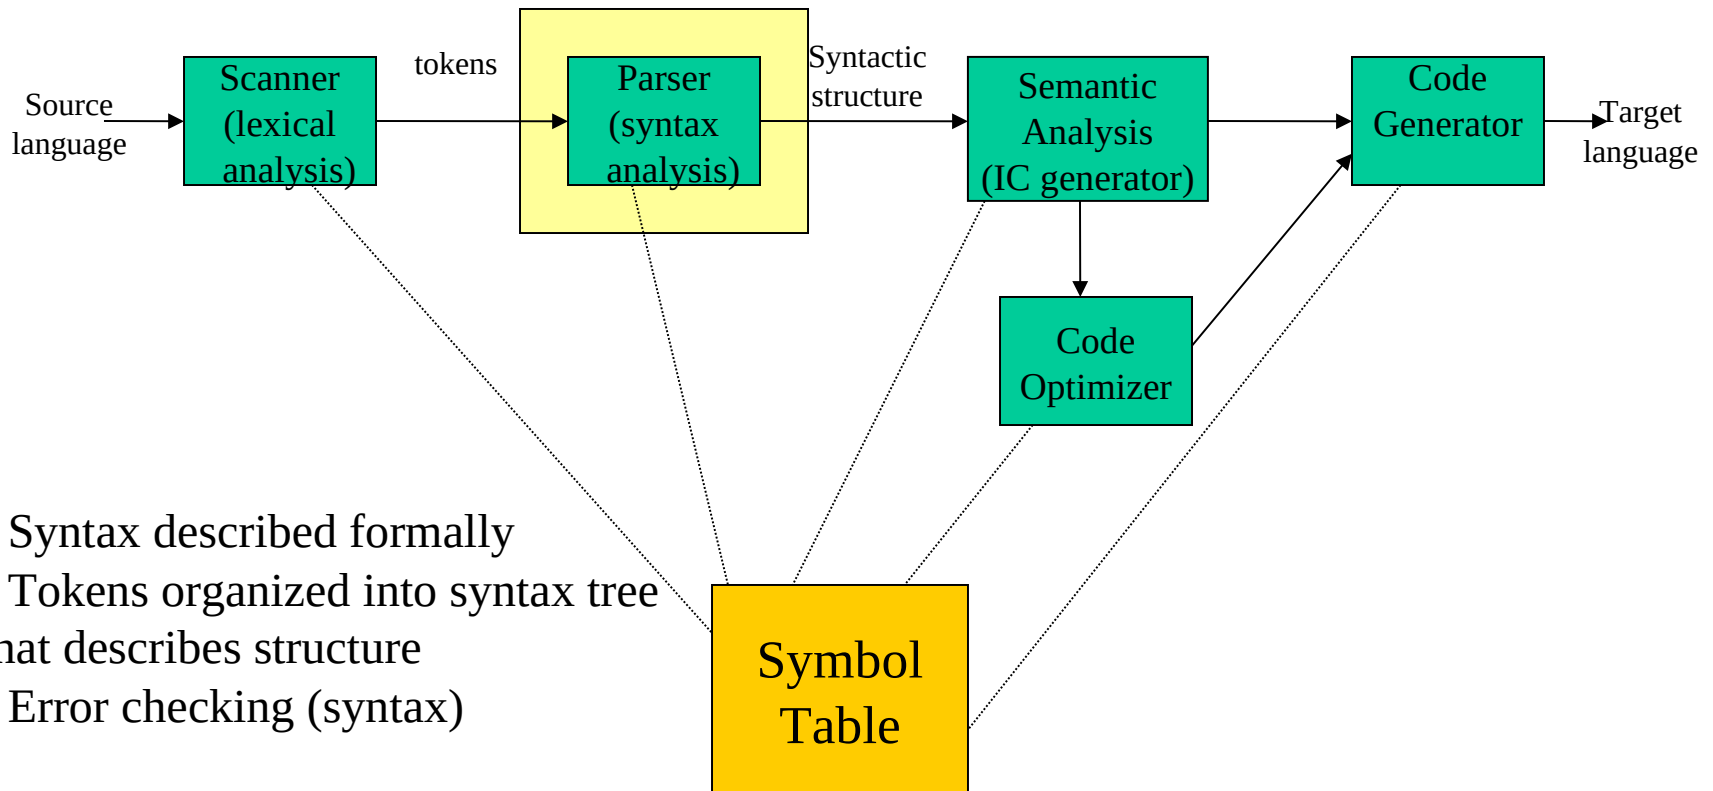 Source
language
Scanner
(lexical
analysis)
tokens
Parser
(syntax
analysis)
Syntactic
structure
Semantic
Analysis
(IC generator)
Code
Generator
Target
language
Code
Optimizer
Syntax described formally
Tokens organized into syntax tree
describes structure
Error checking (syntax)
Symbol
Table